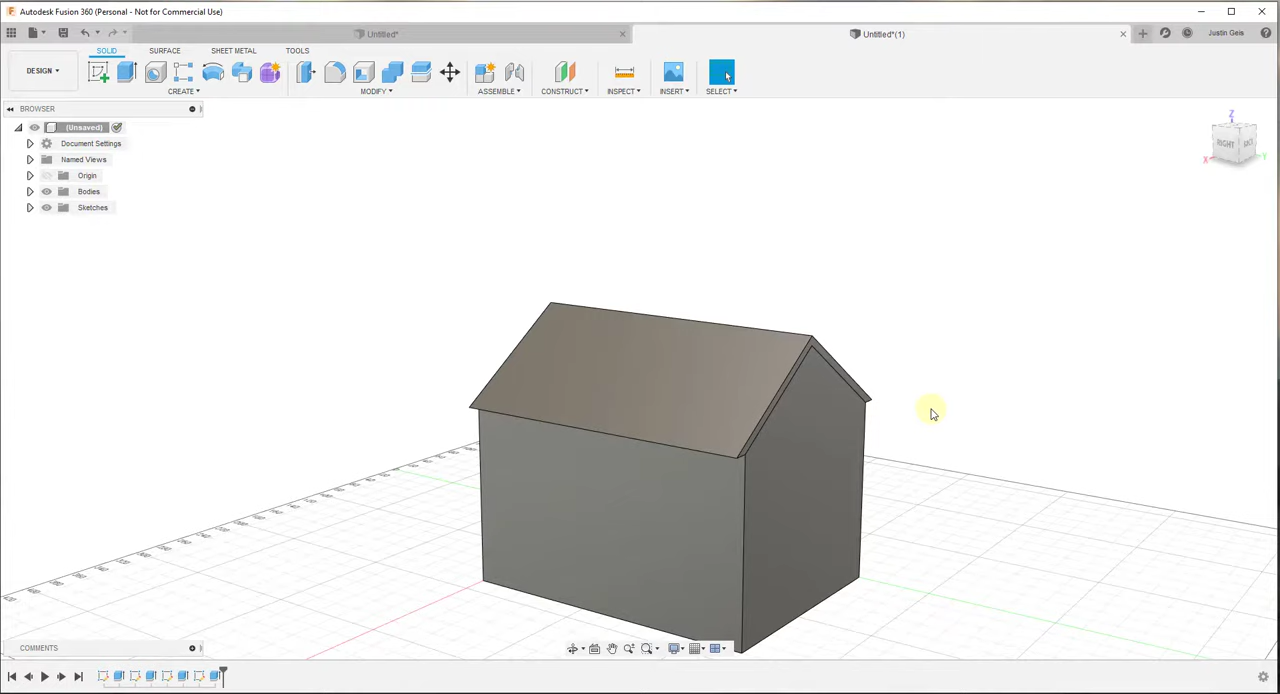 Autodesk Fusion 360 (Personal - Not for Commercial Use)
Untitled*
Untitled*(1)
Justin Geis
SOLID SURFACE SHEET METAL TOOLS
DESIGN
CREATE MODIFY ASSEMBLE CONSTRUCT INSPECT INSERT SELECT
BROWSER
(Unsaved)
Document Settings
Named Views
Origin
Bodies
Sketches
Z
RIGHT
X
Y
COMMENTS